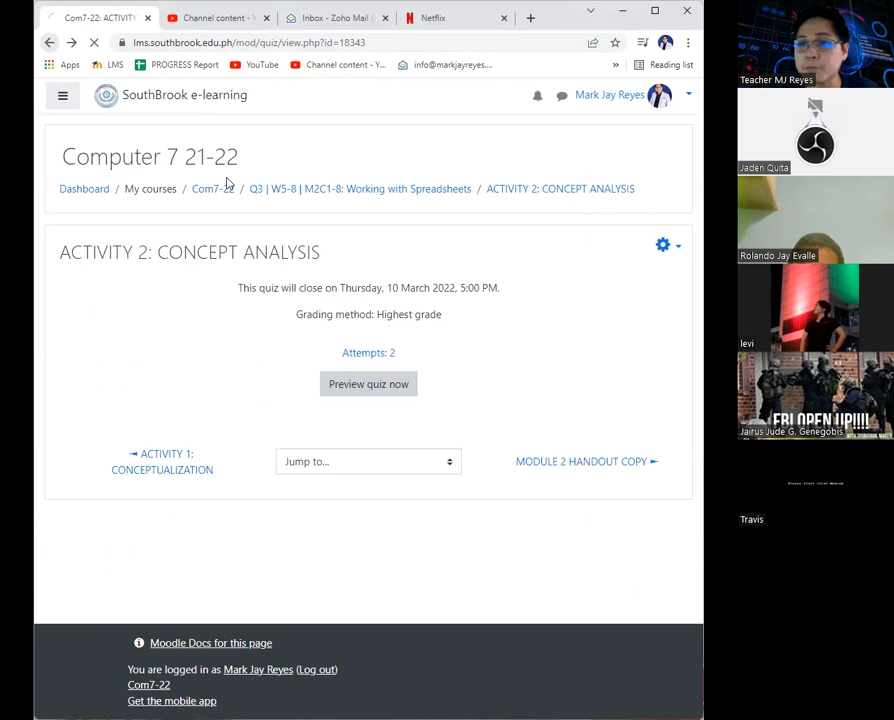 Com7-22: ACTIVITY
Channel content - Y
Inbox - Zoho Mail (
Netflix
lms.southbrook.edu.ph/mod/quiz/view.php?id=18343
Apps
LMS
PROGRESS Report
YouTube
Channel content - Y...
info@markjayreyes....
»
Reading list
SouthBrook e-learning
Mark Jay Reyes
Computer 7 21-22
Dashboard / My courses / Com7-22 / Q3 | W5-8 | M2C1-8: Working with Spreadsheets / ACTIVITY 2: CONCEPT ANALYSIS
ACTIVITY 2: CONCEPT ANALYSIS
This quiz will close on Thursday, 10 March 2022, 5:00 PM.
Grading method: Highest grade
Attempts: 2
Preview quiz now
◄ ACTIVITY 1:
CONCEPTUALIZATION
Jump to...
MODULE 2 HANDOUT COPY ►
Moodle Docs for this page
You are logged in as Mark Jay Reyes (Log out)
Com7-22
Get the mobile app
Teacher MJ Reyes
Jaden Quita
Rolando Jay Evalle
levi
FBI OPEN UP!!!!
Jairus Jude G. Genegobis
Travis